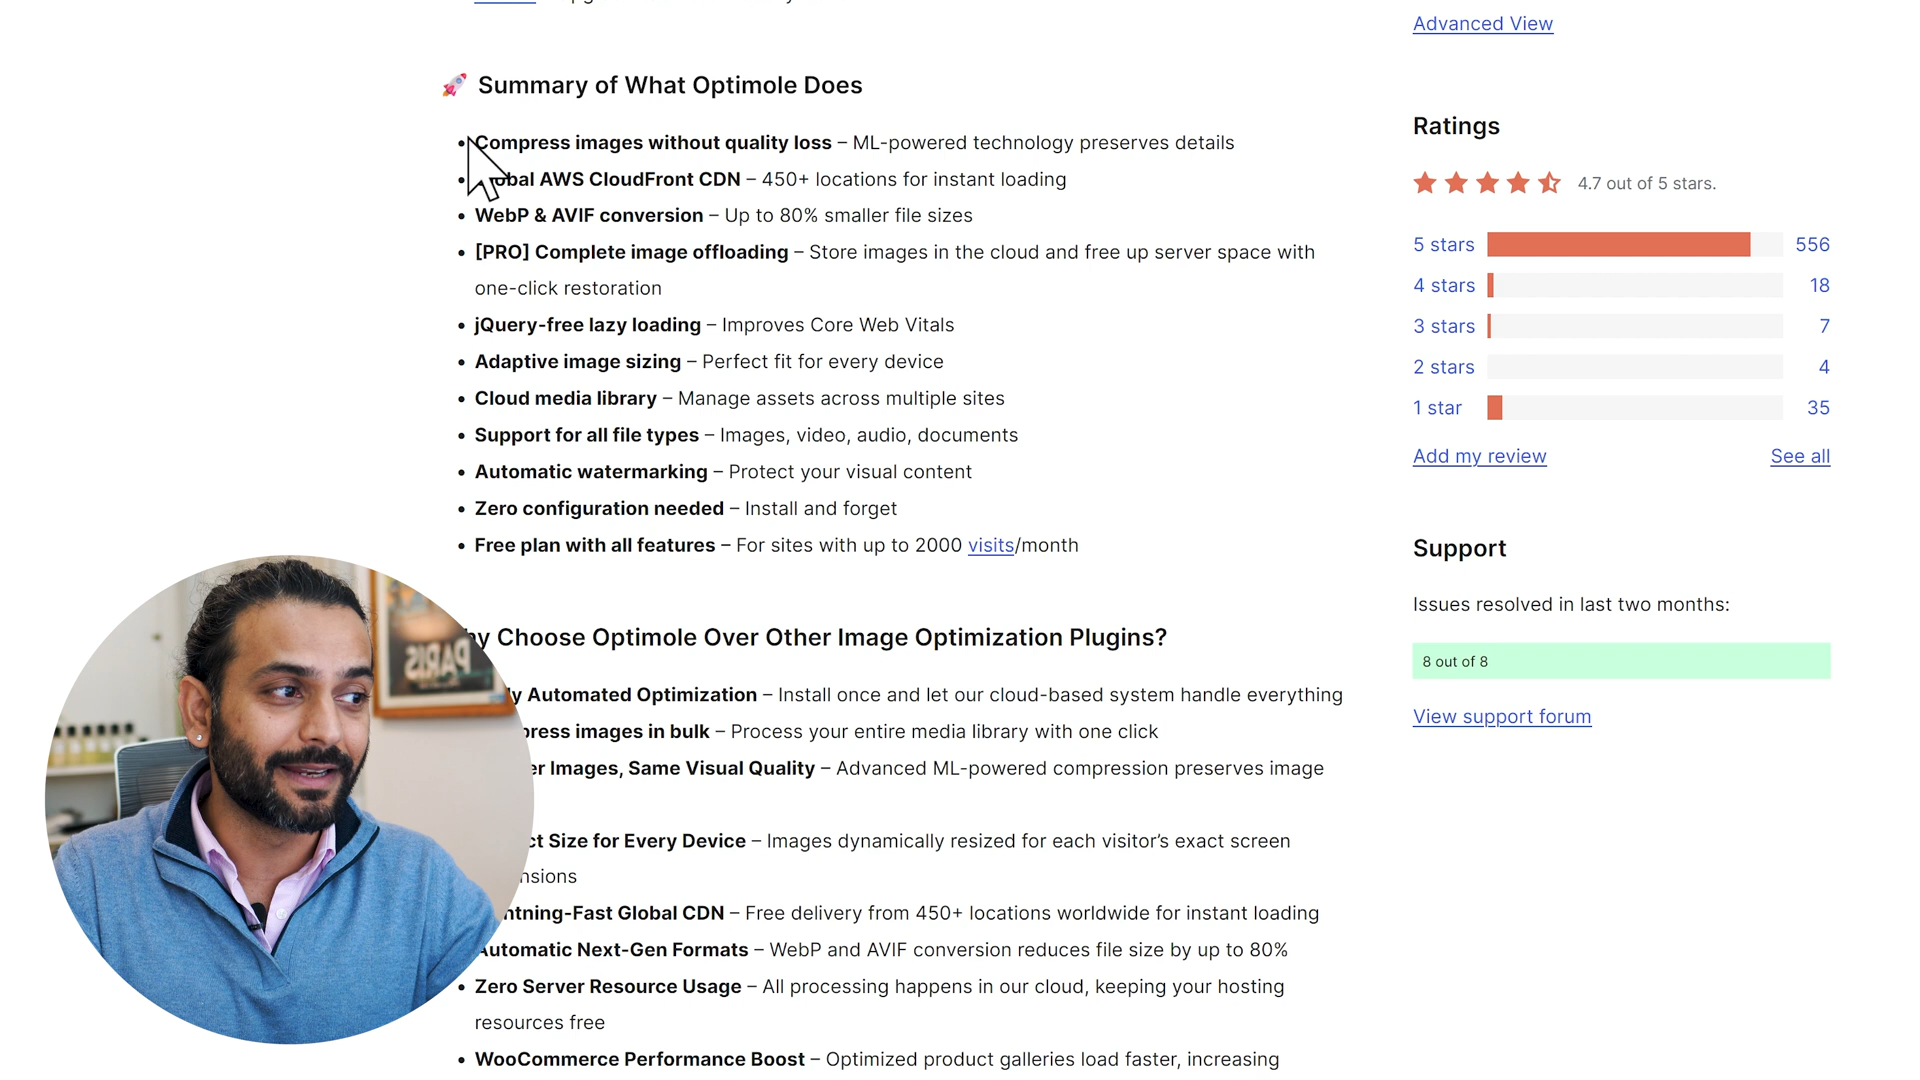 Advanced View
Summary of What Optimole Does
Compress images without quality loss – ML-powered technology preserves details
AWS CloudFront CDN – 450+ locations for instant loading
WebP & AVIF conversion – Up to 80% smaller file sizes
[PRO] Complete image offloading – Store images in the cloud and free up server space with
one-click restoration
jQuery-free lazy loading – Improves Core Web Vitals
Adaptive image sizing – Perfect fit for every device
Cloud media library – Manage assets across multiple sites
Support for all file types – Images, video, audio, documents
Automatic watermarking – Protect your visual content
Zero configuration needed – Install and forget
Free plan with all features – For sites with up to 2000 visits/month
Choose Optimole Over Other Image Optimization Plugins?
Automated Optimization – Install once and let our cloud-based system handle everything
images in bulk – Process your entire media library with one click
Images, Same Visual Quality – Advanced ML-powered compression preserves image
Size for Every Device – Images dynamically resized for each visitor’s exact screen
Global CDN – Free delivery from 450+ locations worldwide for instant loading
Automatic Next-Gen Formats – WebP and AVIF conversion reduces file size by up to 80%
Zero Server Resource Usage – All processing happens in our cloud, keeping your hosting
resources free
WooCommerce Performance Boost – Optimized product galleries load faster, increasing
Ratings
4.7 out of 5 stars.
5 stars 556
4 stars 18
3 stars 7
2 stars 4
1 star 35
Add my review See all
Support
Issues resolved in last two months:
8 out of 8
View support forum
PARIS